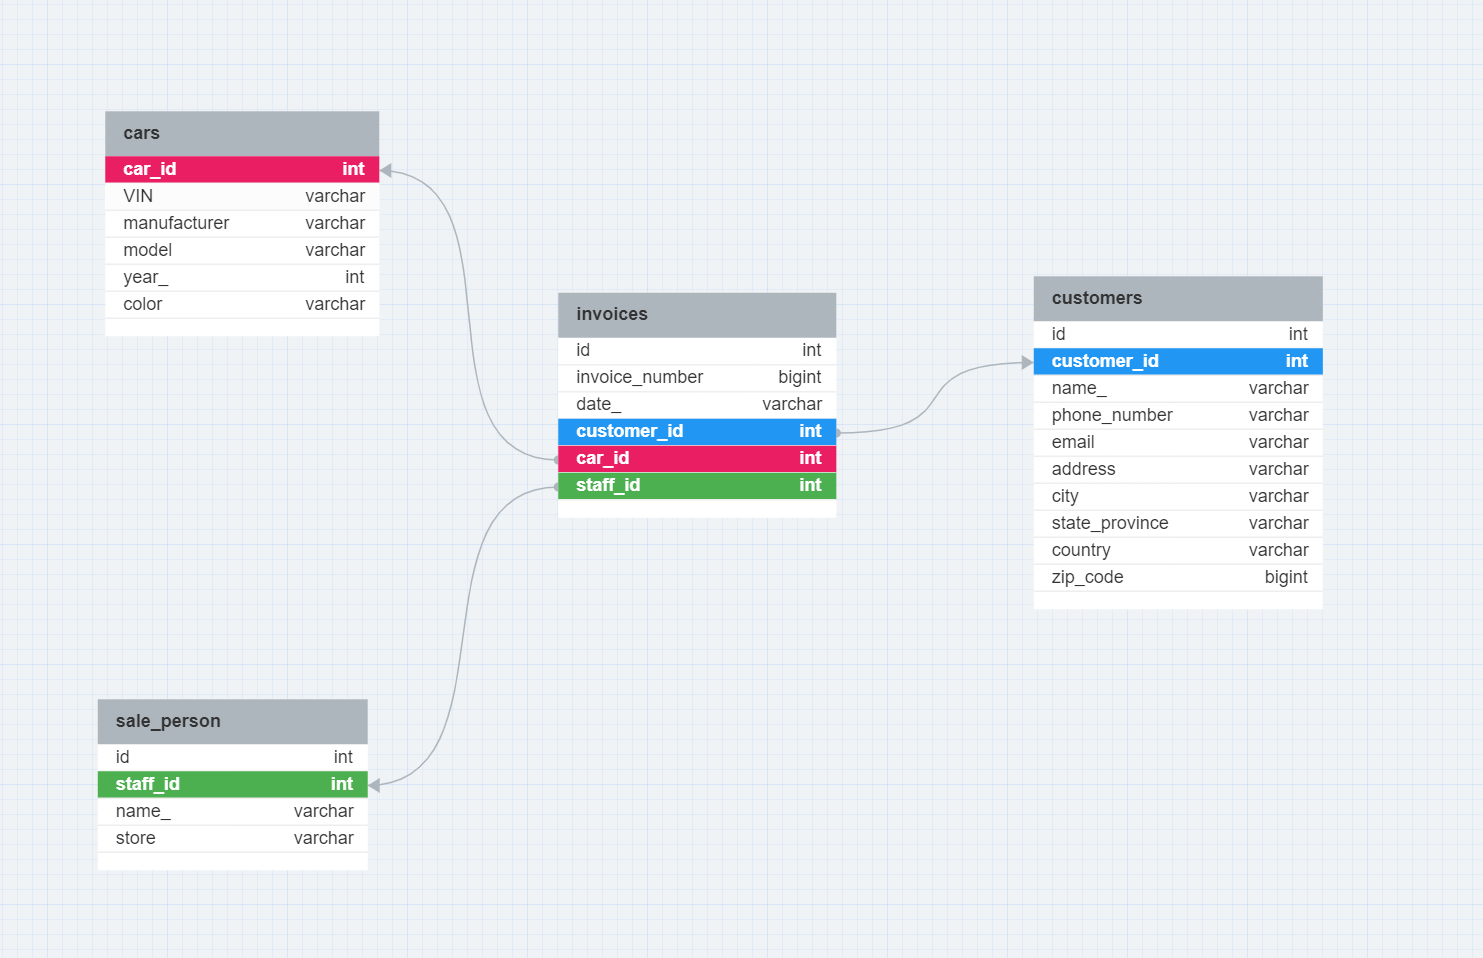 cars
car_id int
VIN varchar
manufacturer varchar
model varchar
year_ int
color varchar
invoices
id int
invoice_number bigint
date_ varchar
customer_id int
car_id int
staff_id int
customers
id int
customer_id int
name_ varchar
phone_number varchar
email varchar
address varchar
city varchar
state_province varchar
country varchar
zip_code bigint
sale_person
id int
staff_id int
name_ varchar
store varchar